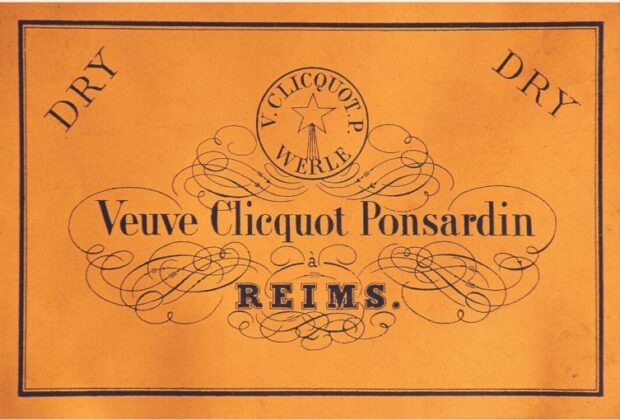 DRY
DRY
V. CLICQUOT. P.
WERLE
Veuve Clicquot Ponsardin
à
REIMS.